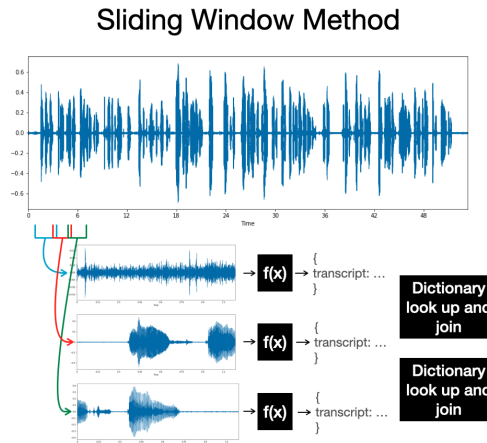 Sliding Window Method
0.6
0.4
0.2
0.0
−0.2
−0.4
−0.6
0 6 12 18 24 30 36 42 48
Time
{
f(x) transcript: ...
}
Dictionary
look up and
join
{
f(x) transcript: ...
}
Dictionary
look up and
join
{
f(x) transcript: ...
}